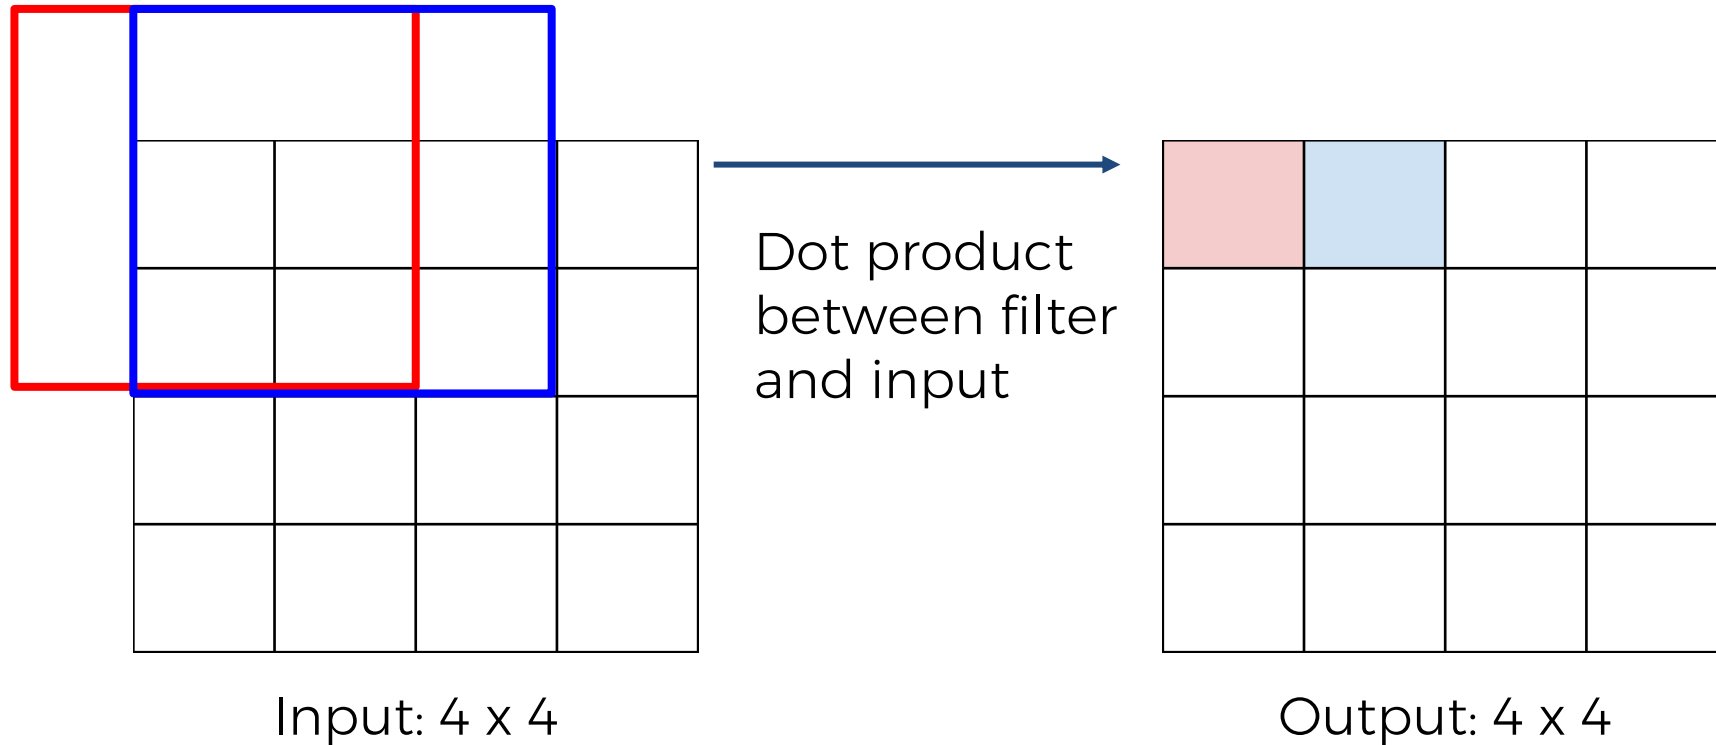 Dot product
between filter
and input
Input: 4 x 4
Output: 4 x 4